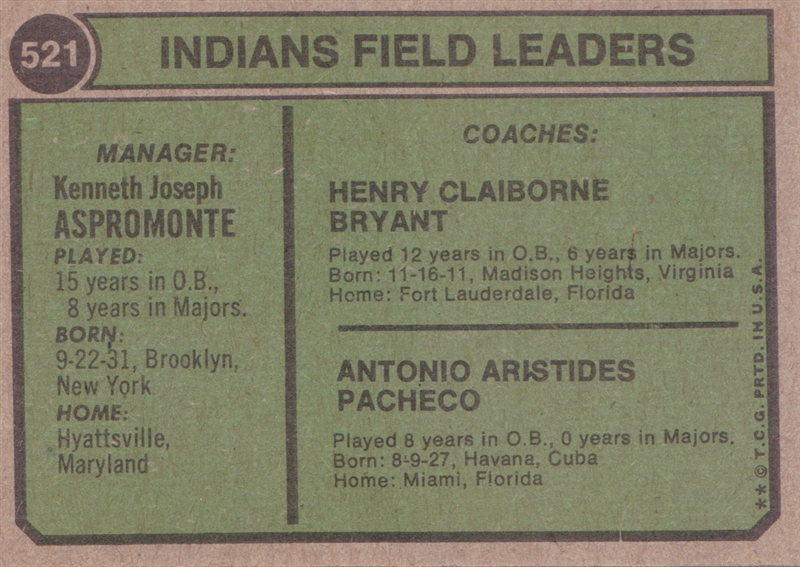 521
INDIANS FIELD LEADERS
MANAGER:
Kenneth Joseph
ASPROMONTE
PLAYED:
15 years in O.B.,
8 years in Majors.
BORN:
9-22-31, Brooklyn,
New York
HOME:
Hyattsville,
Maryland
COACHES:
HENRY CLAIBORNE
BRYANT
Played 12 years in O.B., 6 years in Majors.
Born: 11-16-11, Madison Heights, Virginia
Home: Fort Lauderdale, Florida
ANTONIO ARISTIDES
PACHECO
Played 8 years in O.B., 0 years in Majors.
Born: 8-9-27, Havana, Cuba
Home: Miami, Florida
** © T.C.G. PRTD. IN U.S.A.